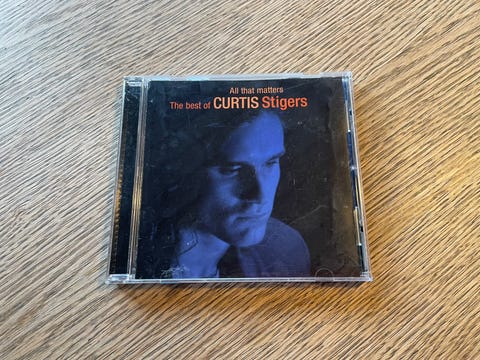 All that matters
The best of CURTIS Stigers